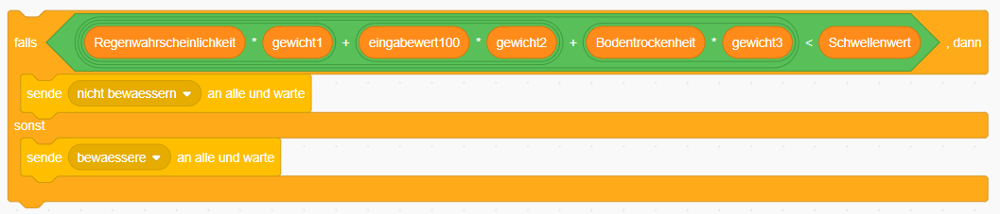 falls Regenwahrscheinlichkeit * gewicht1 + eingabewert100 * gewicht2 + Bodentrockenheit * gewicht3 < Schwellenwert , dann
sende nicht bewaessern an alle und warte
sonst
sende bewaessere an alle und warte